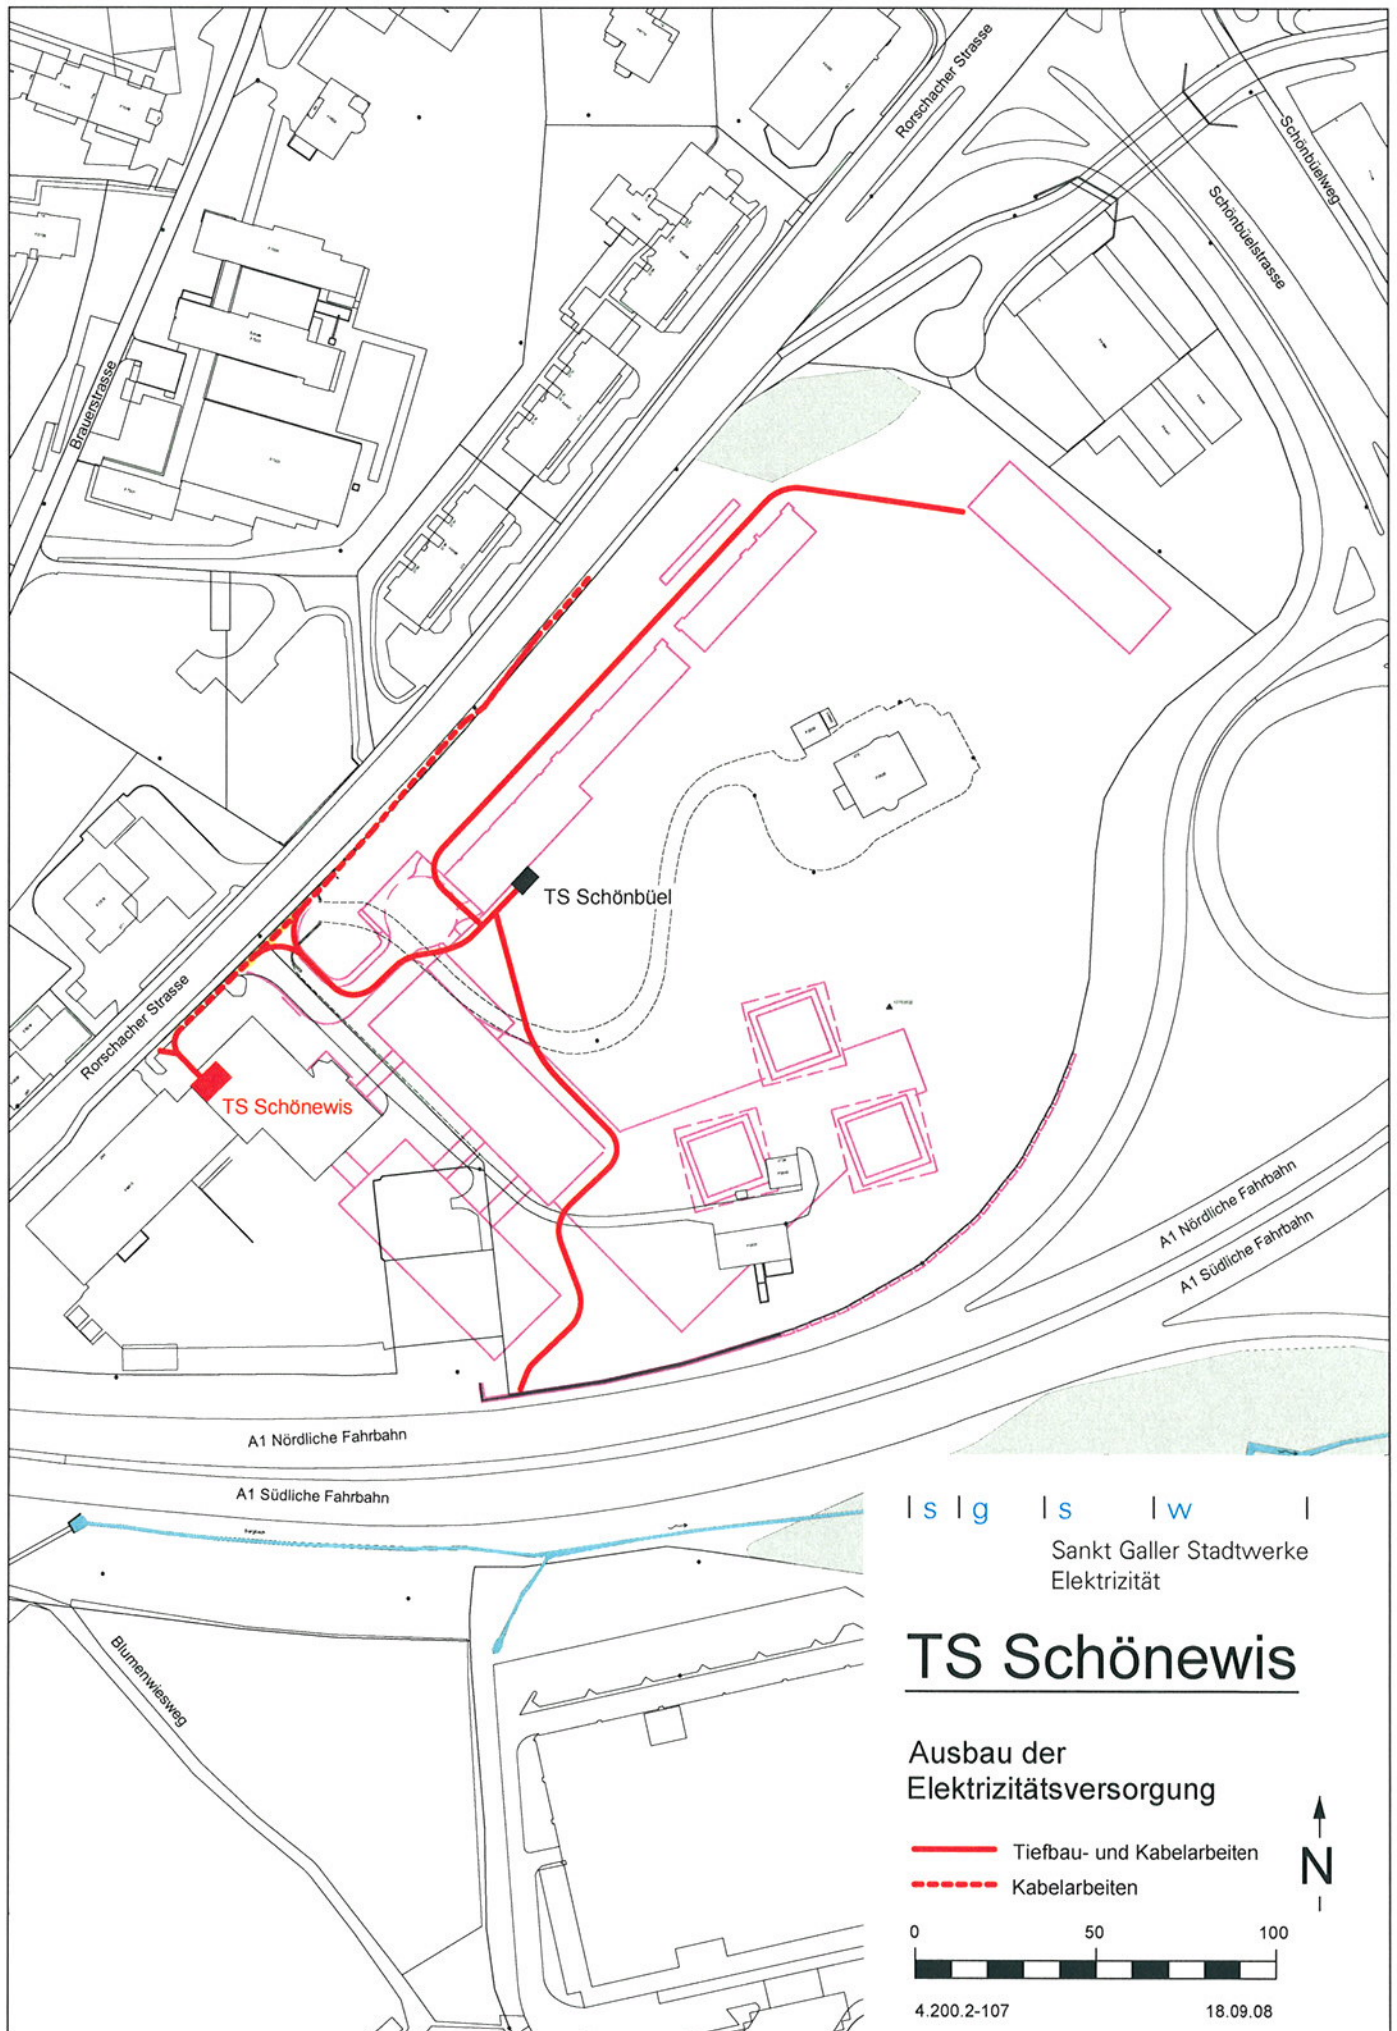 Rorschacher Strasse
Schönbüelweg
Schönbüelstrasse
Brauerstrasse
TS Schönbüel
Rorschacher Strasse
TS Schönewis
A1 Nördliche Fahrbahn
A1 Südliche Fahrbahn
A1 Nördliche Fahrbahn
A1 Südliche Fahrbahn
Blumenwiesweg
s g s w
Sankt Galler Stadtwerke
Elektrizität
TS Schönewis
Ausbau der
Elektrizitätsversorgung
Tiefbau- und Kabelarbeiten
Kabelarbeiten
N
0 50 100
4.200.2-107 18.09.08